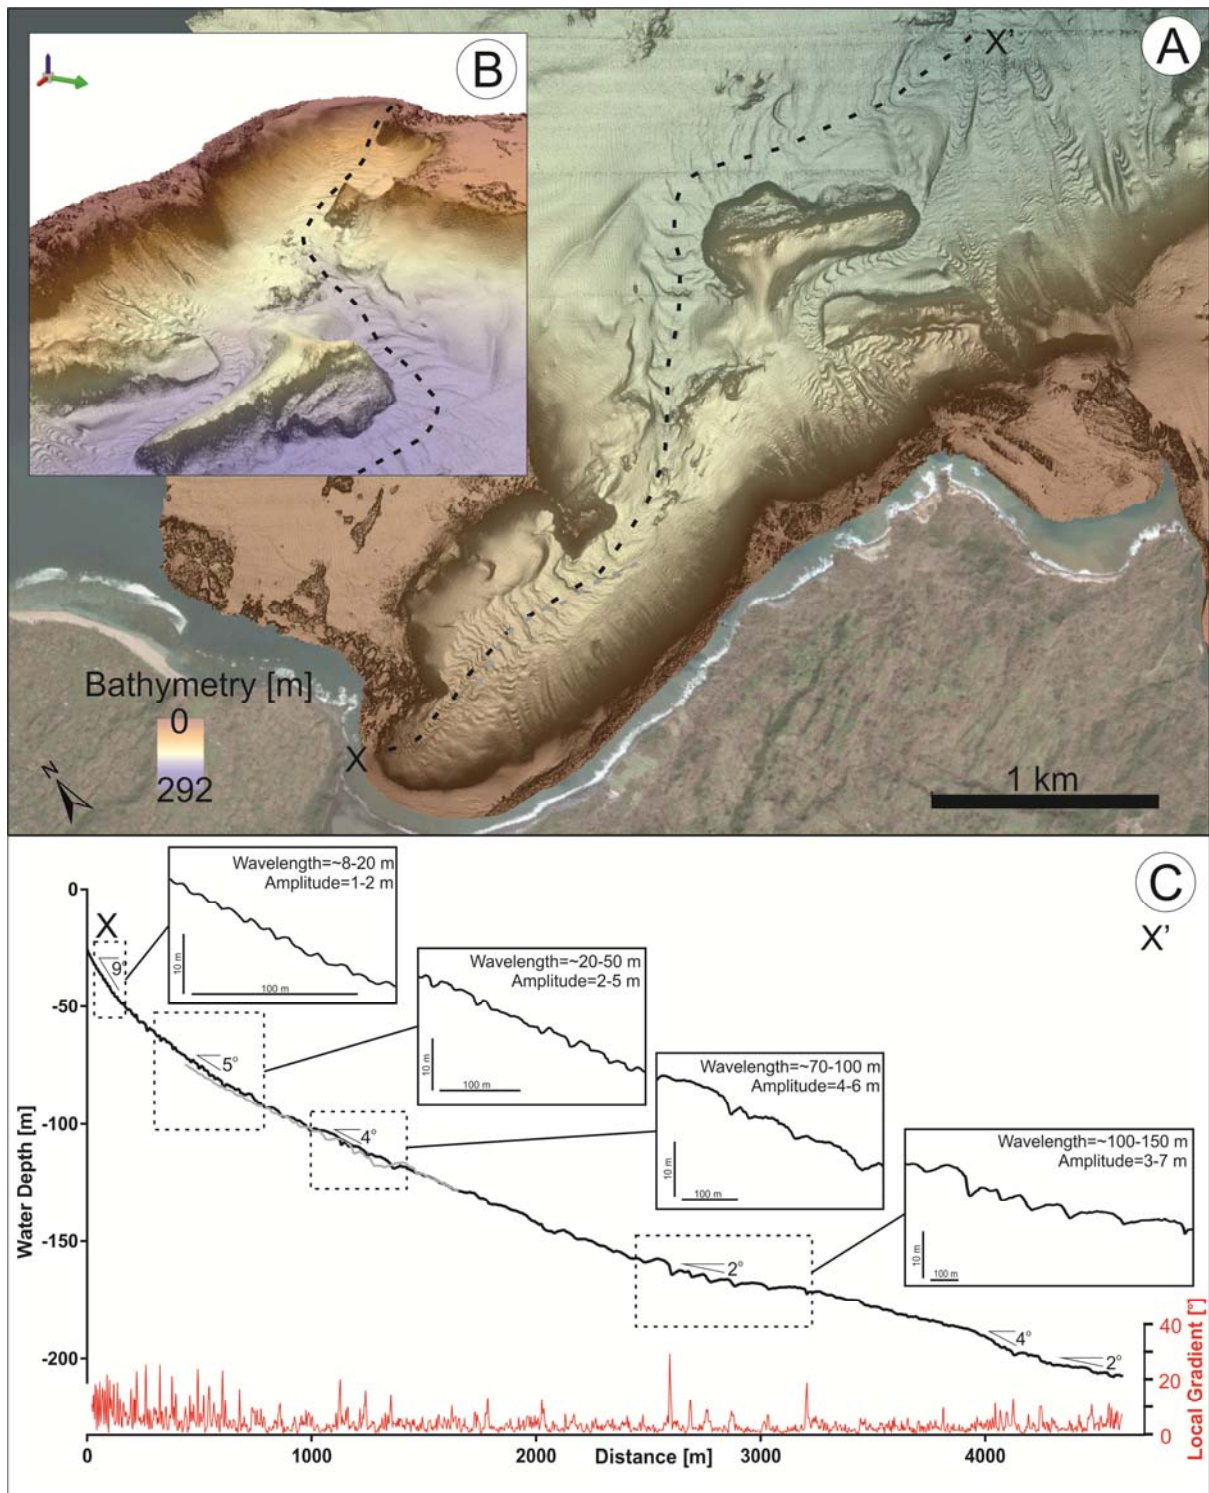 A
B
X'
Bathymetry [m]
0
292
N
X
1 km
C
X'
X
Wavelength=~8-20 m
Amplitude=1-2 m
10 m
100 m
Wavelength=~20-50 m
Amplitude=2-5 m
10 m
100 m
Wavelength=~70-100 m
Amplitude=4-6 m
10 m
100 m
Wavelength=~100-150 m
Amplitude=3-7 m
10 m
100 m
9°
5°
4°
2°
4°
2°
Water Depth [m]
0
-50
-100
-150
-200
0
1000
2000
Distance [m]
3000
4000
Local Gradient [°]
40
20
0